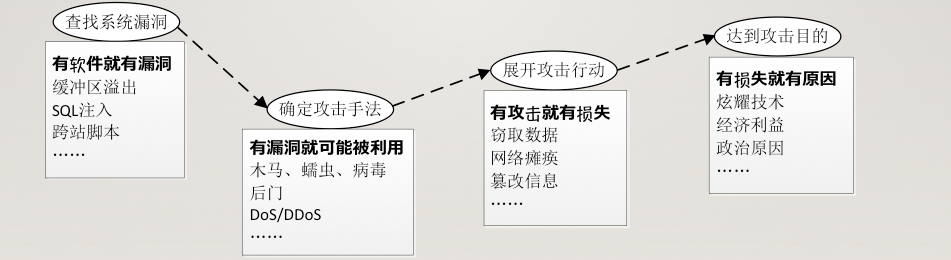 查找系统漏洞
有软件就有漏洞
缓冲区溢出
SQL注入
跨站脚本
……
确定攻击手法
有漏洞就可能被利用
木马、蠕虫、病毒
后门
DoS/DDoS
……
展开攻击行动
有攻击就有损失
窃取数据
网络瘫痪
篡改信息
……
达到攻击目的
有损失就有原因
炫耀技术
经济利益
政治原因
……